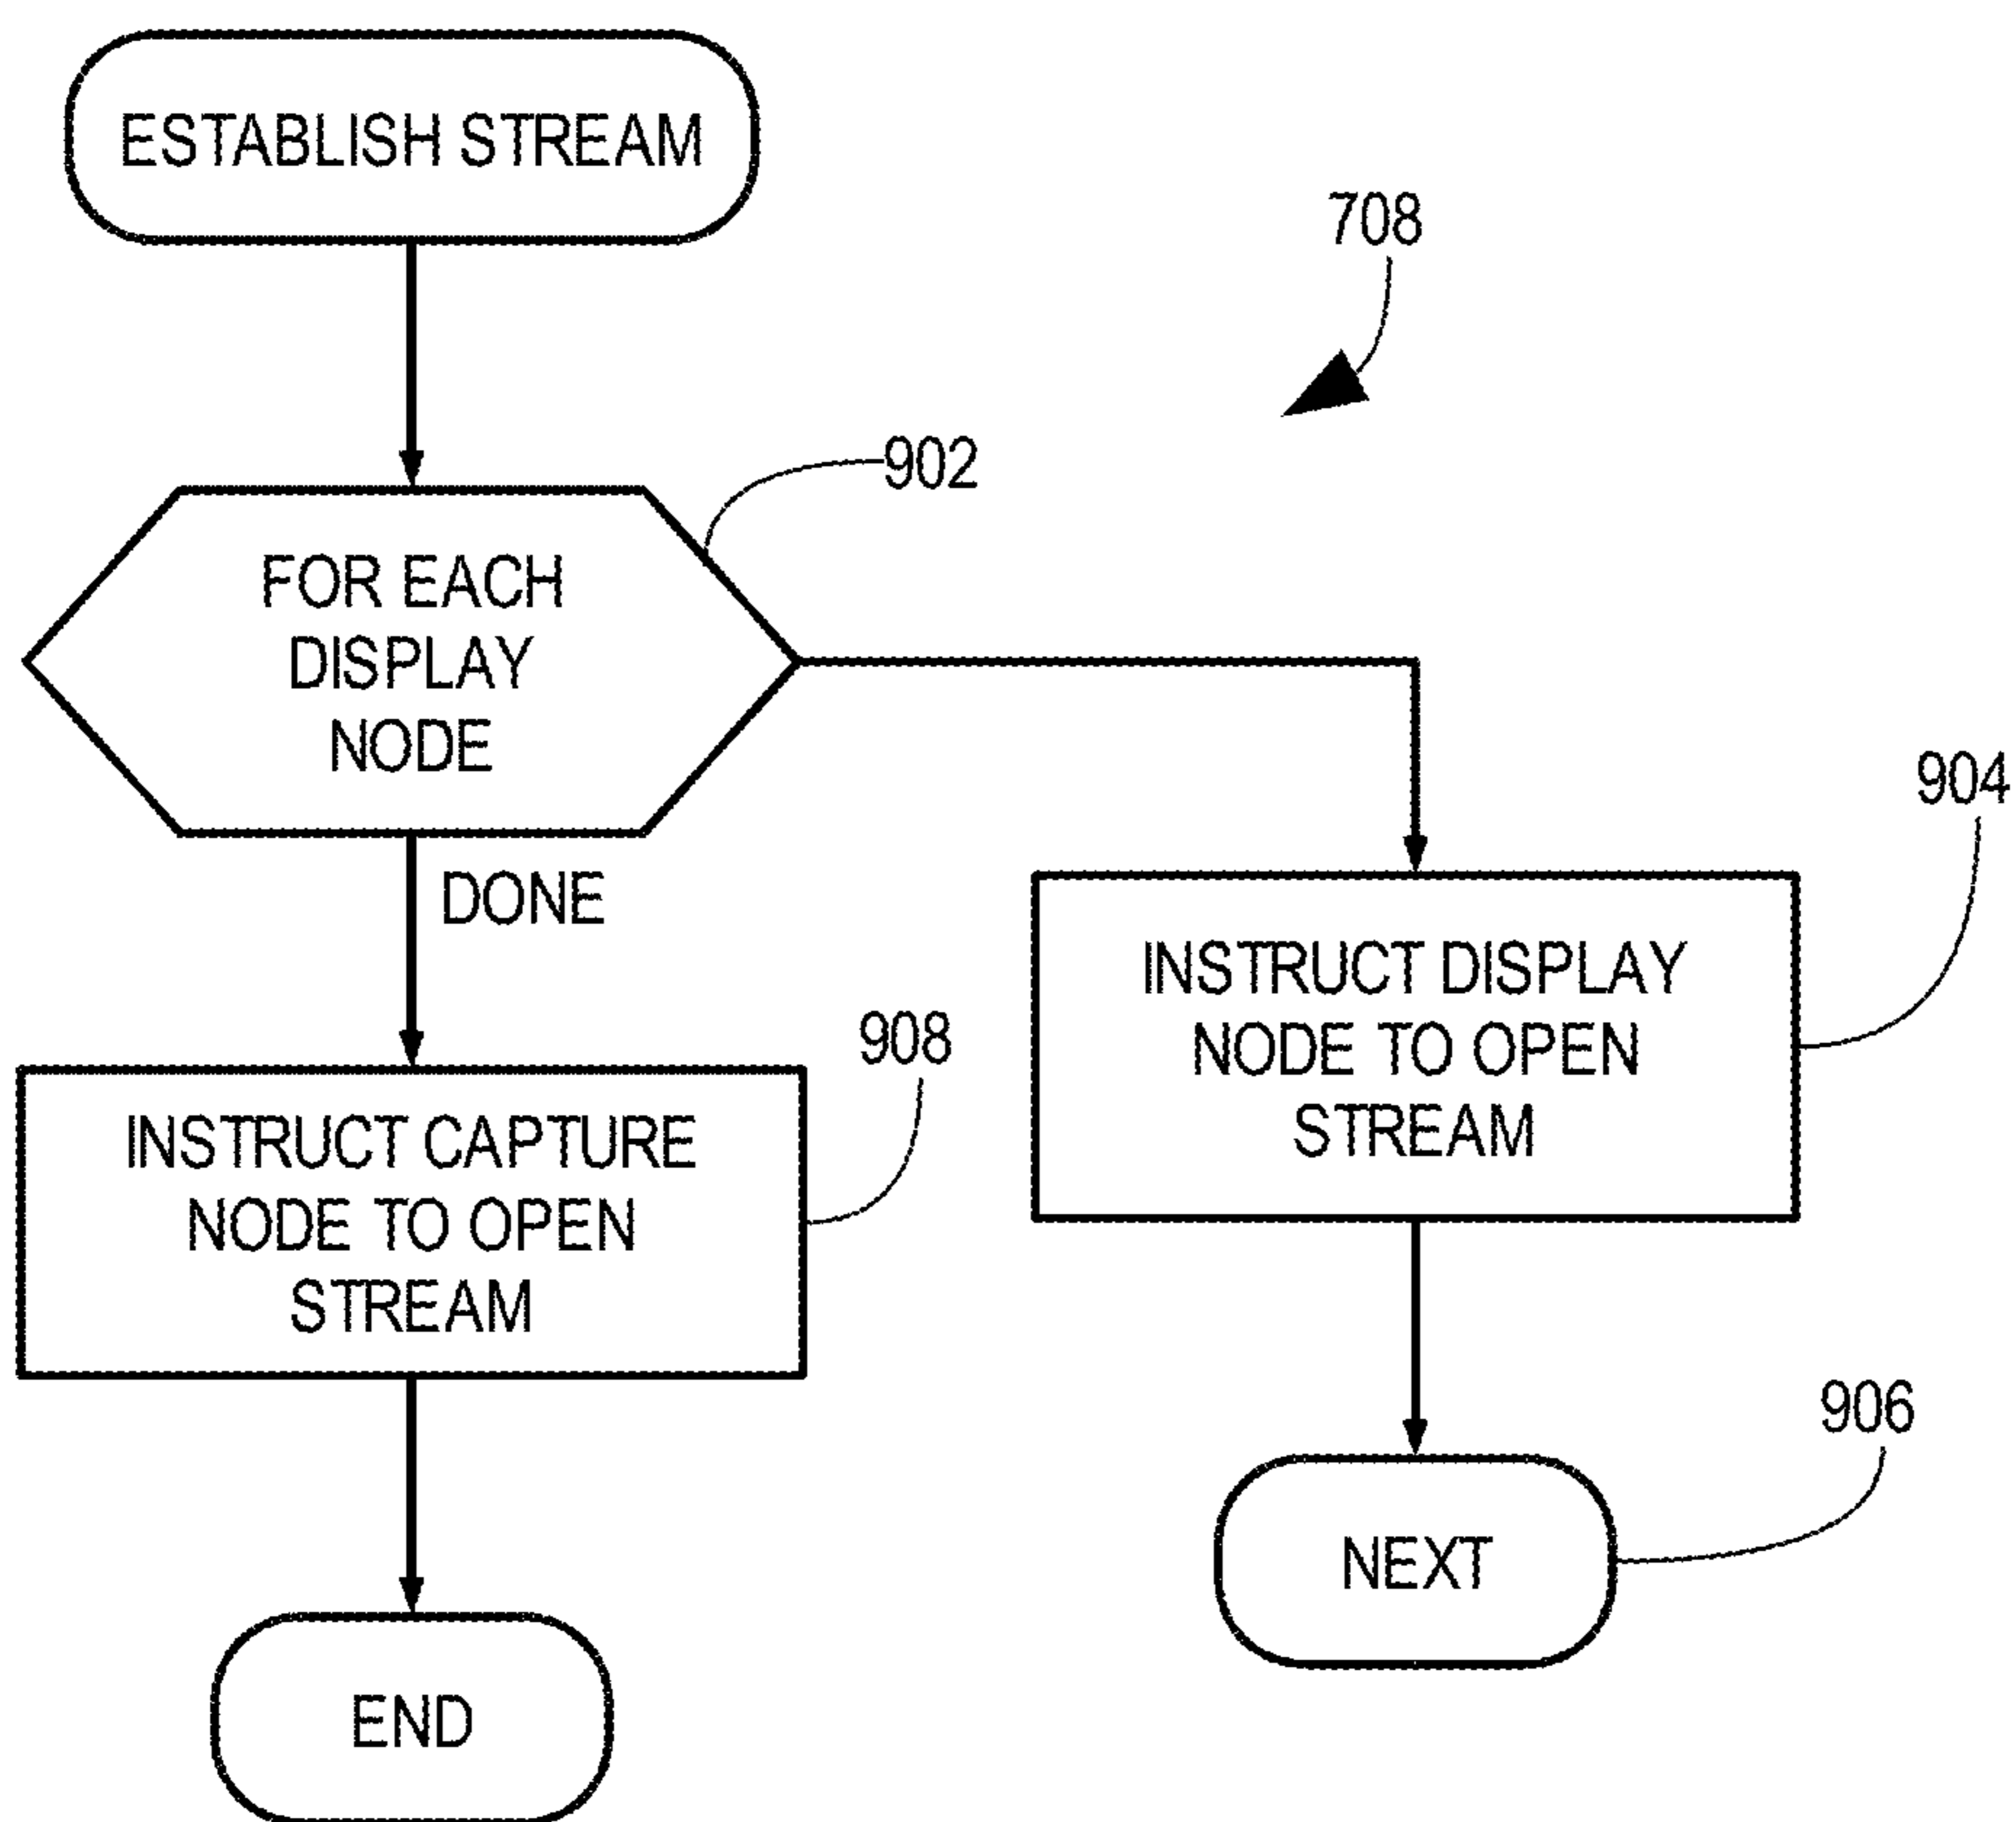 ESTABLISH STREAM
708
902
FOR EACH
DISPLAY
NODE
904
DONE
INSTRUCT DISPLAY
NODE TO OPEN
STREAM
908
INSTRUCT CAPTURE
NODE TO OPEN
STREAM
906
NEXT
END